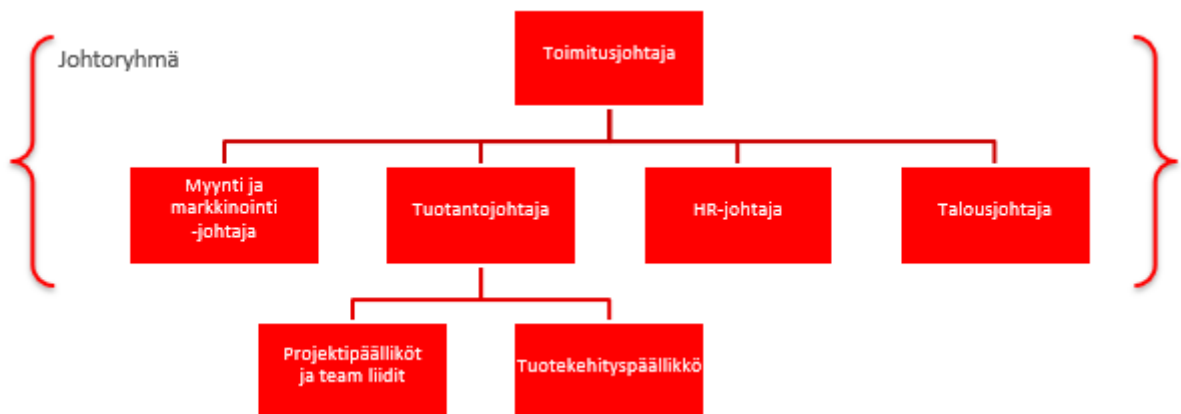 Johtoryhmä
Toimitusjohtaja
Myynti ja
markkinointi
-johtaja
Tuotantojohtaja
HR-johtaja
Talousjohtaja
Projektipäälliköt
ja team liidit
Tuotekehityspäällikkö